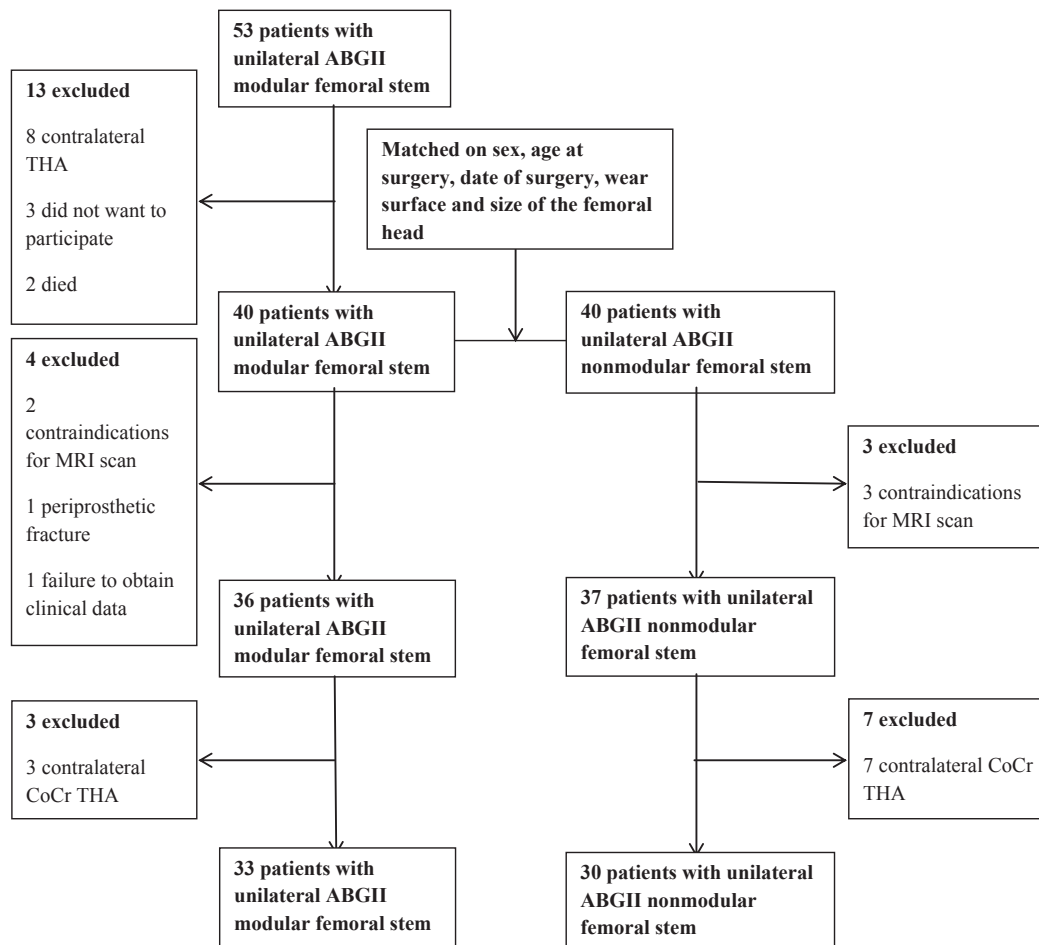 53 patients with
unilateral ABGII
modular femoral stem
13 excluded
8 contralateral
THA
3 did not want to
participate
2 died
Matched on sex, age at
surgery, date of surgery, wear
surface and size of the femoral
head
40 patients with
unilateral ABGII
modular femoral stem
40 patients with
unilateral ABGII
nonmodular femoral stem
4 excluded
2
contraindications
for MRI scan
1 periprosthetic
fracture
1 failure to obtain
clinical data
3 excluded
3 contraindications
for MRI scan
36 patients with
unilateral ABGII
modular femoral stem
37 patients with unilateral
ABGII nonmodular
femoral stem
3 excluded
3 contralateral
CoCr THA
7 excluded
7 contralateral CoCr
THA
33 patients with
unilateral ABGII
modular femoral stem
30 patients with unilateral
ABGII nonmodular
femoral stem